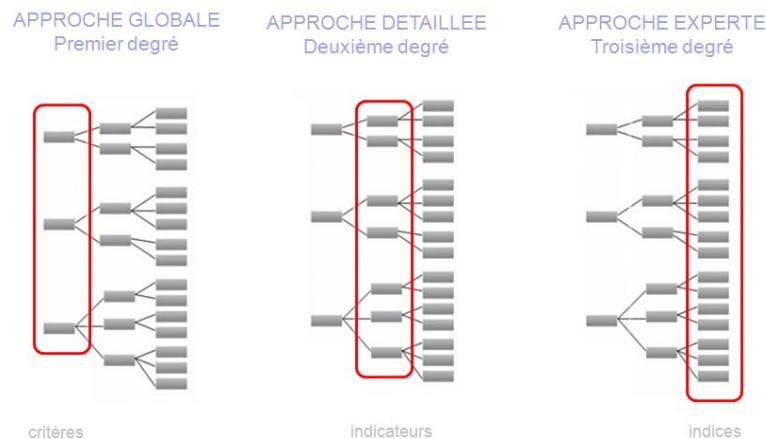 APPROCHE GLOBALE
Premier degré
APPROCHE DETAILLEE
Deuxième degré
APPROCHE EXPERTE
Troisième degré
critères
indicateurs
indices